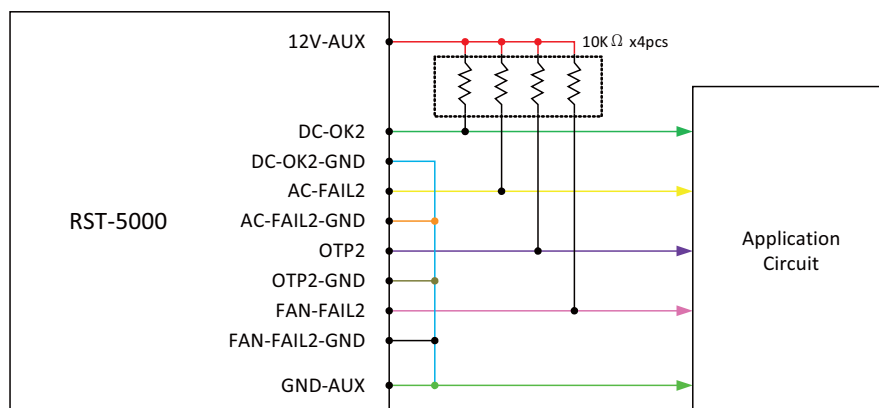 12V-AUX
10KΩ x4pcs
DC-OK2
DC-OK2-GND
AC-FAIL2
RST-5000
AC-FAIL2-GND
OTP2
OTP2-GND
FAN-FAIL2
FAN-FAIL2-GND
GND-AUX
Application
Circuit